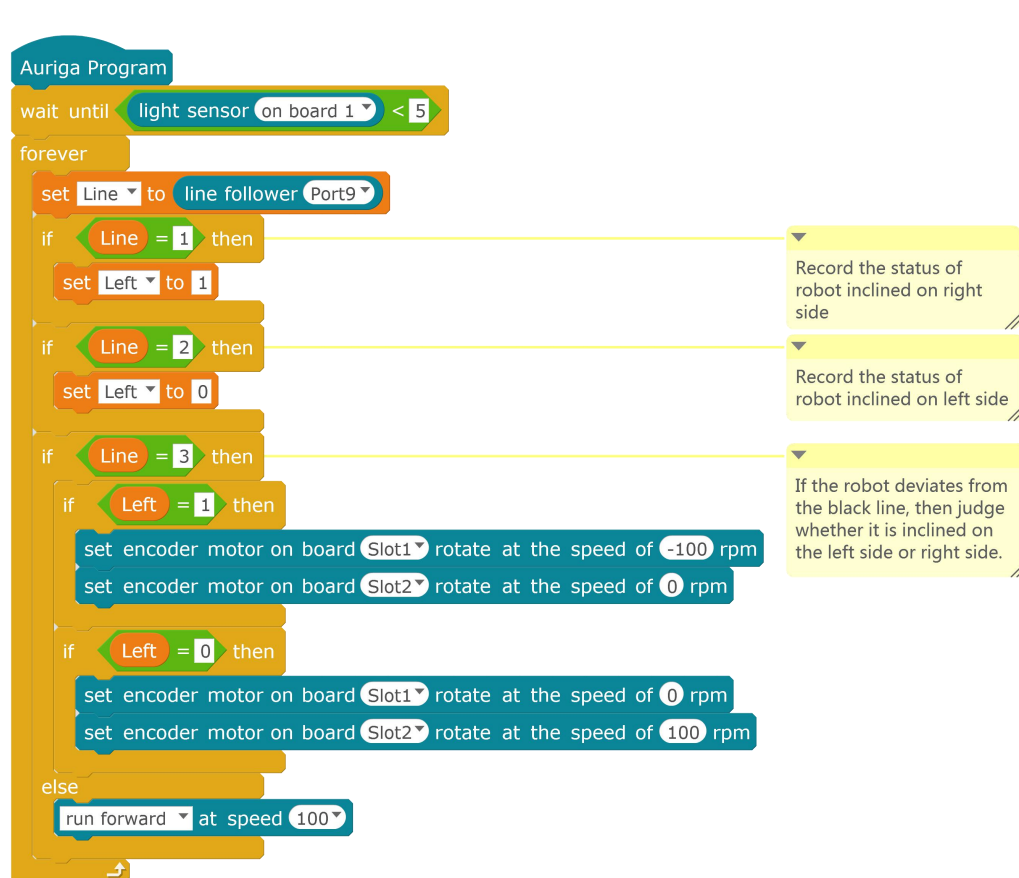 Auriga Program
wait until light sensor on board 1 < 5
forever
set Line to line follower Port9
if Line = 1 then
set Left to 1
Record the status of
robot inclined on right
side
if Line = 2 then
set Left to 0
Record the status of
robot inclined on left side
if Line = 3 then
If the robot deviates from
the black line, then judge
whether it is inclined on
the left side or right side.
if Left = 1 then
set encoder motor on board Slot1 rotate at the speed of -100 rpm
set encoder motor on board Slot2 rotate at the speed of 0 rpm
if Left = 0 then
set encoder motor on board Slot1 rotate at the speed of 0 rpm
set encoder motor on board Slot2 rotate at the speed of 100 rpm
else
run forward at speed 100